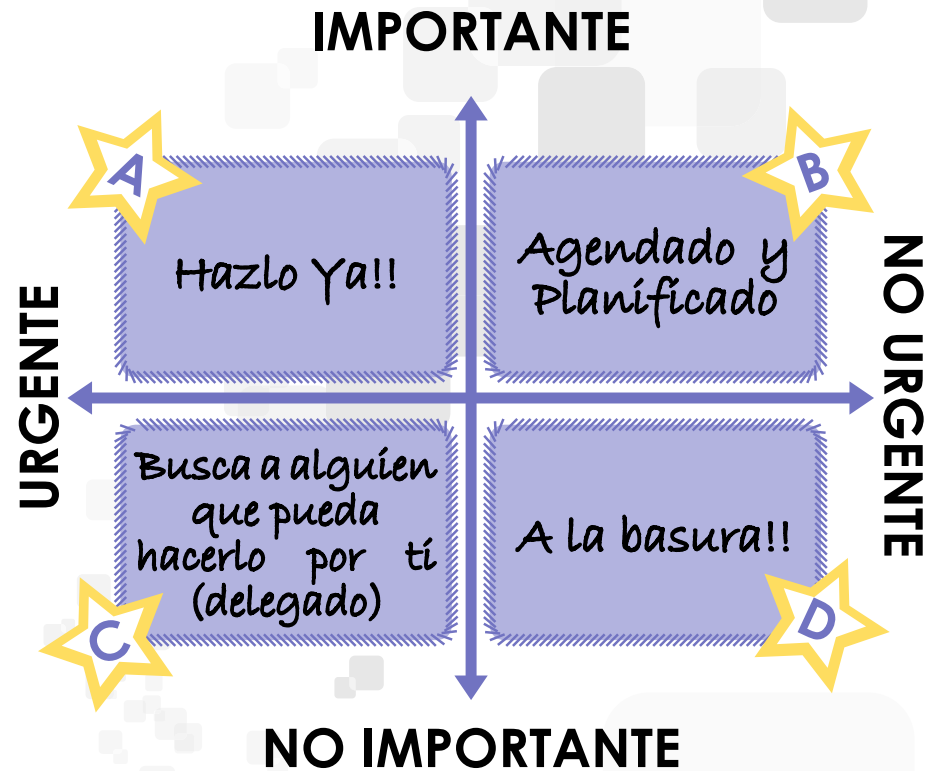 IMPORTANTE
A
B
Hazlo Ya!!
Agendado y
Planificado
URGENTE
NO URGENTE
Busca a alguien
que pueda
hacerlo por ti
(delegado)
A la basura!!
C
D
NO IMPORTANTE